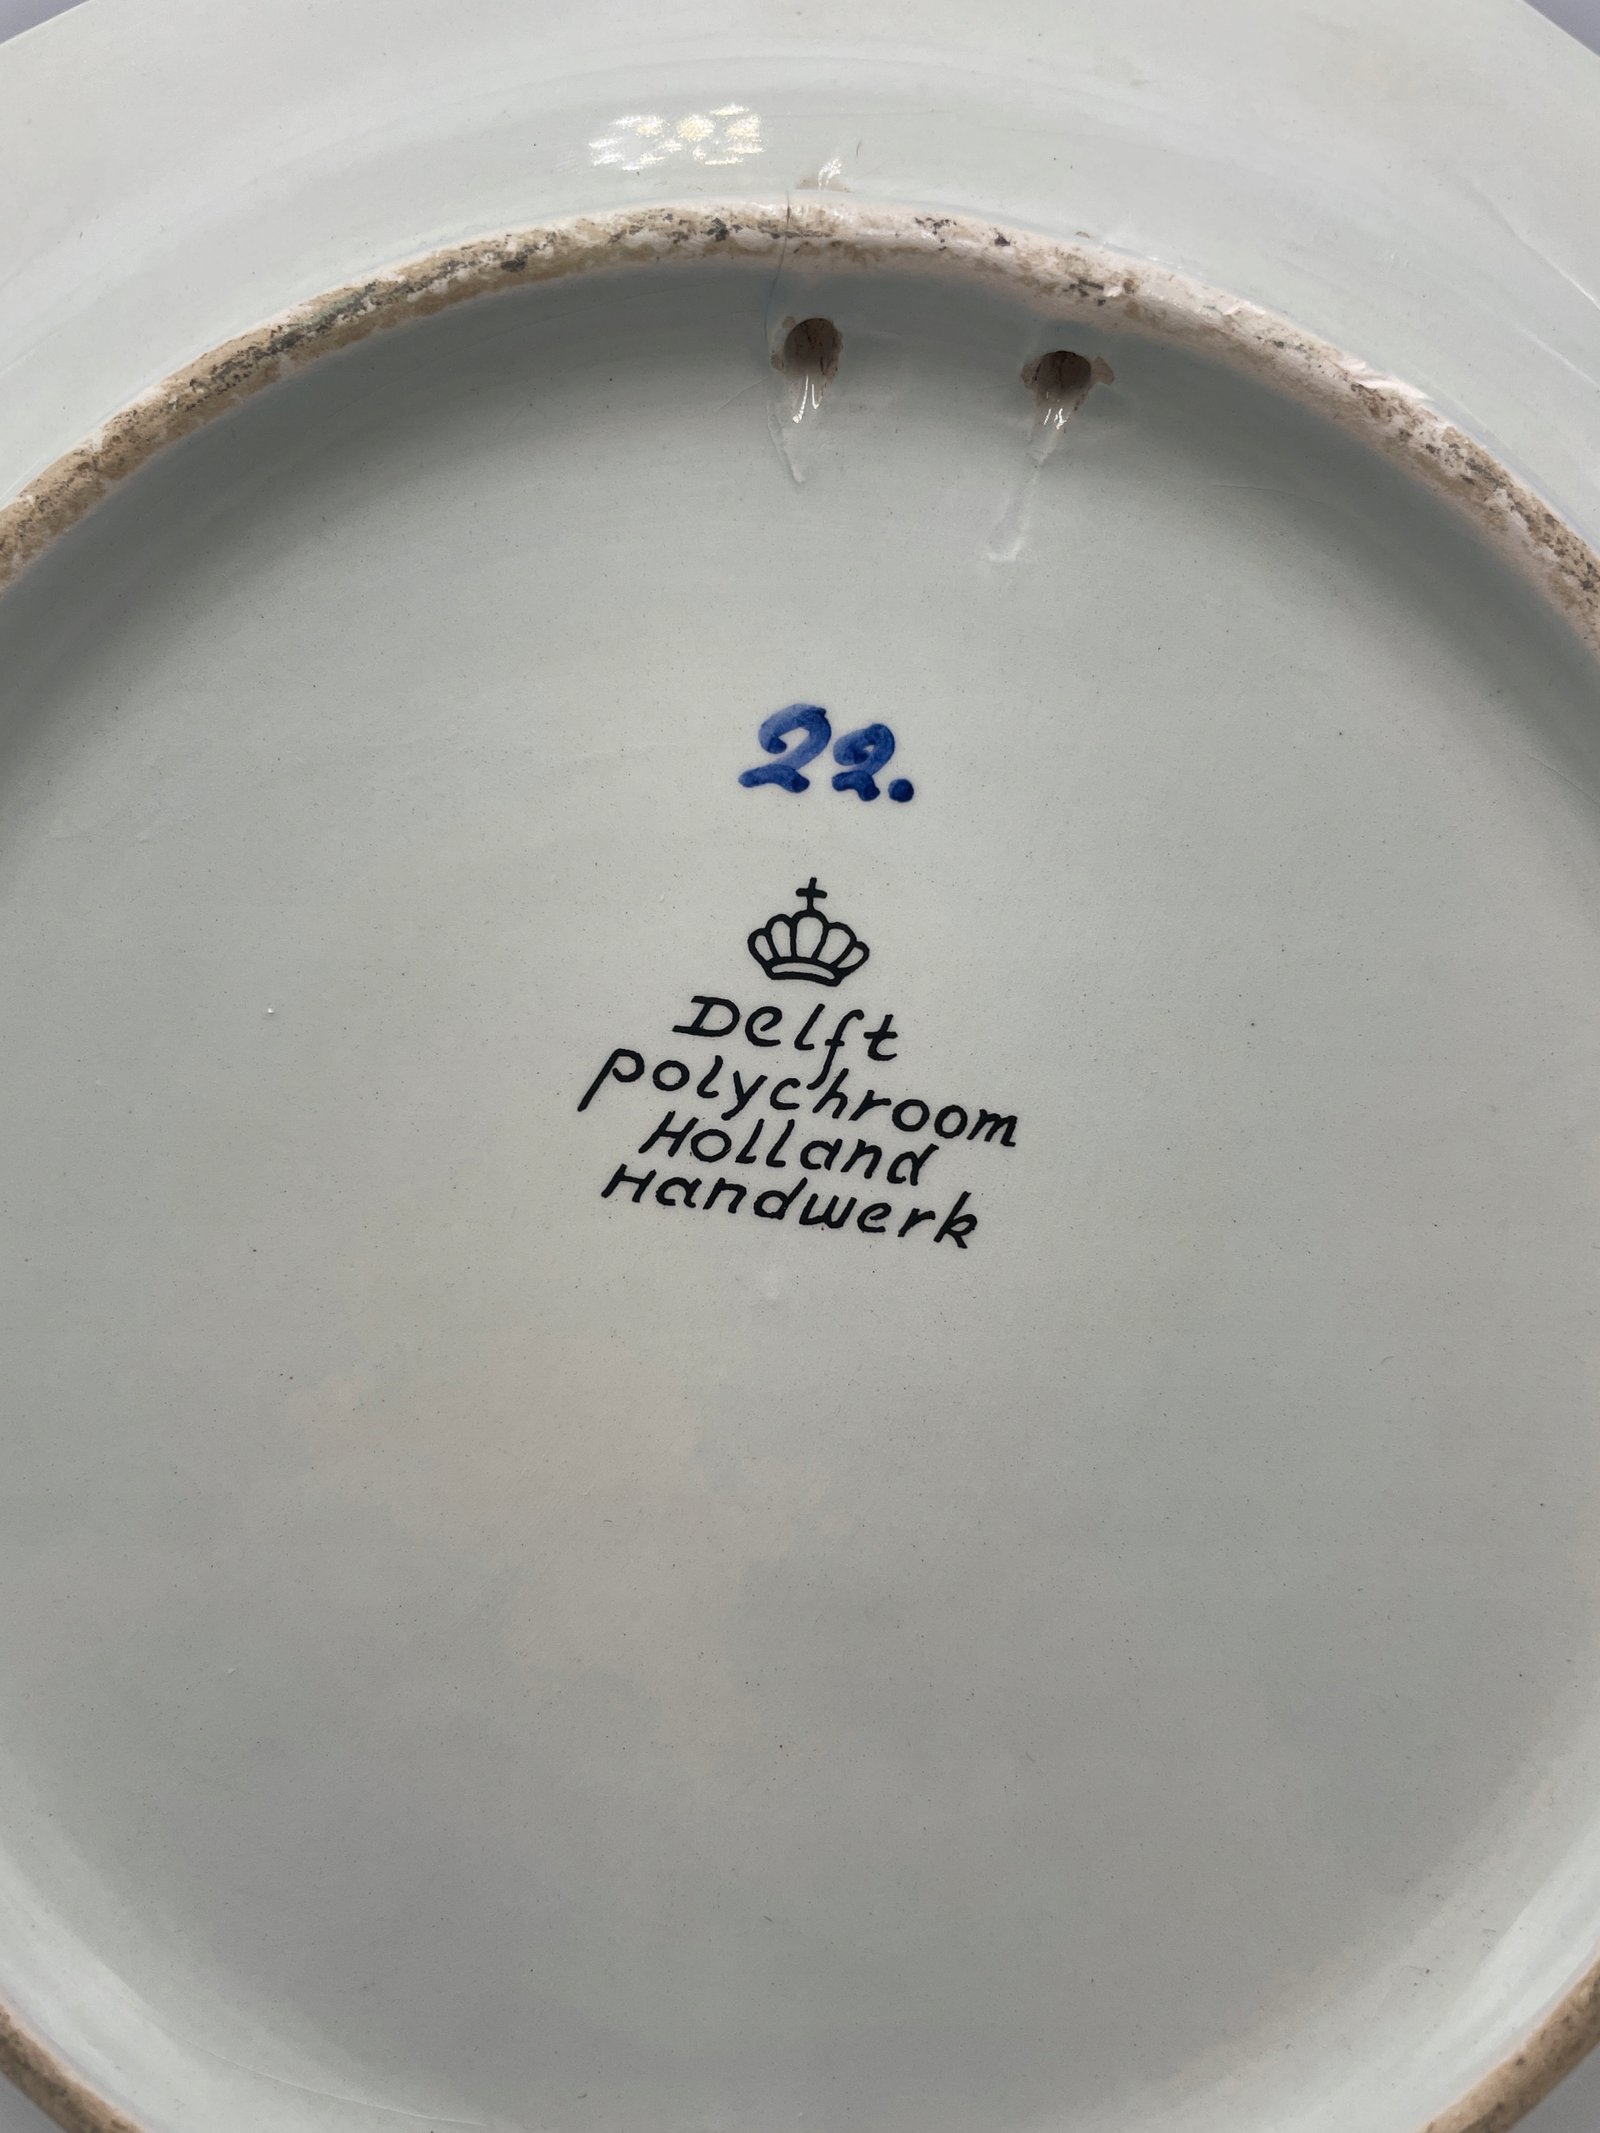 22.
Delft
polychroom
Holland
Handwerk